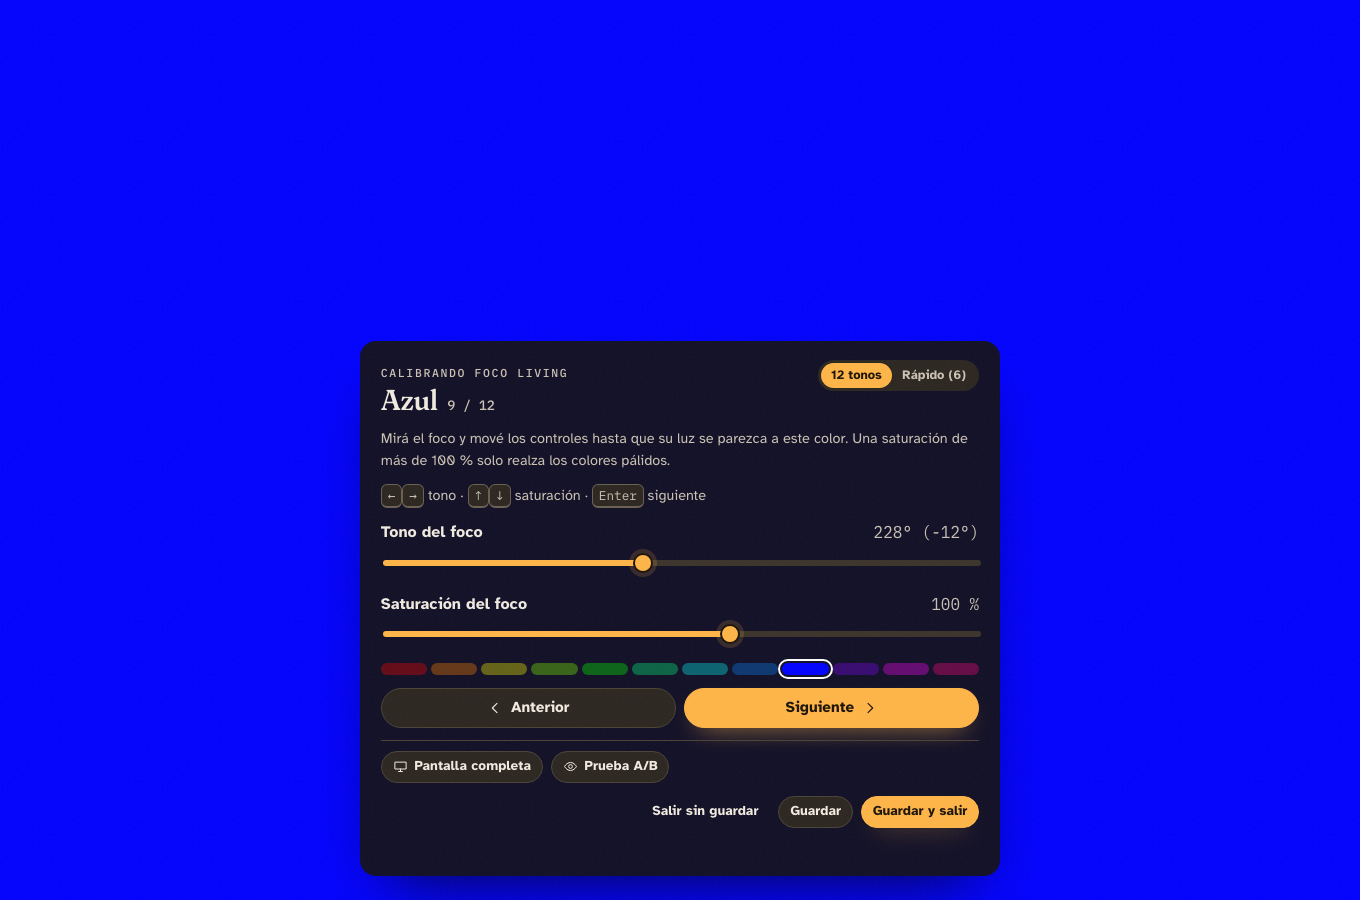 CALIBRANDO FOCO LIVING
12 tonos Rápido (6)
Azul 9 / 12
Mirá el foco y mové los controles hasta que su luz se parezca a este color. Una saturación de
más de 100 % solo realza los colores pálidos.
← → tono · ↑ ↓ saturación · Enter siguiente
Tono del foco 228° (-12°)
Saturación del foco 100 %
Anterior Siguiente
Pantalla completa Prueba A/B
Salir sin guardar Guardar Guardar y salir